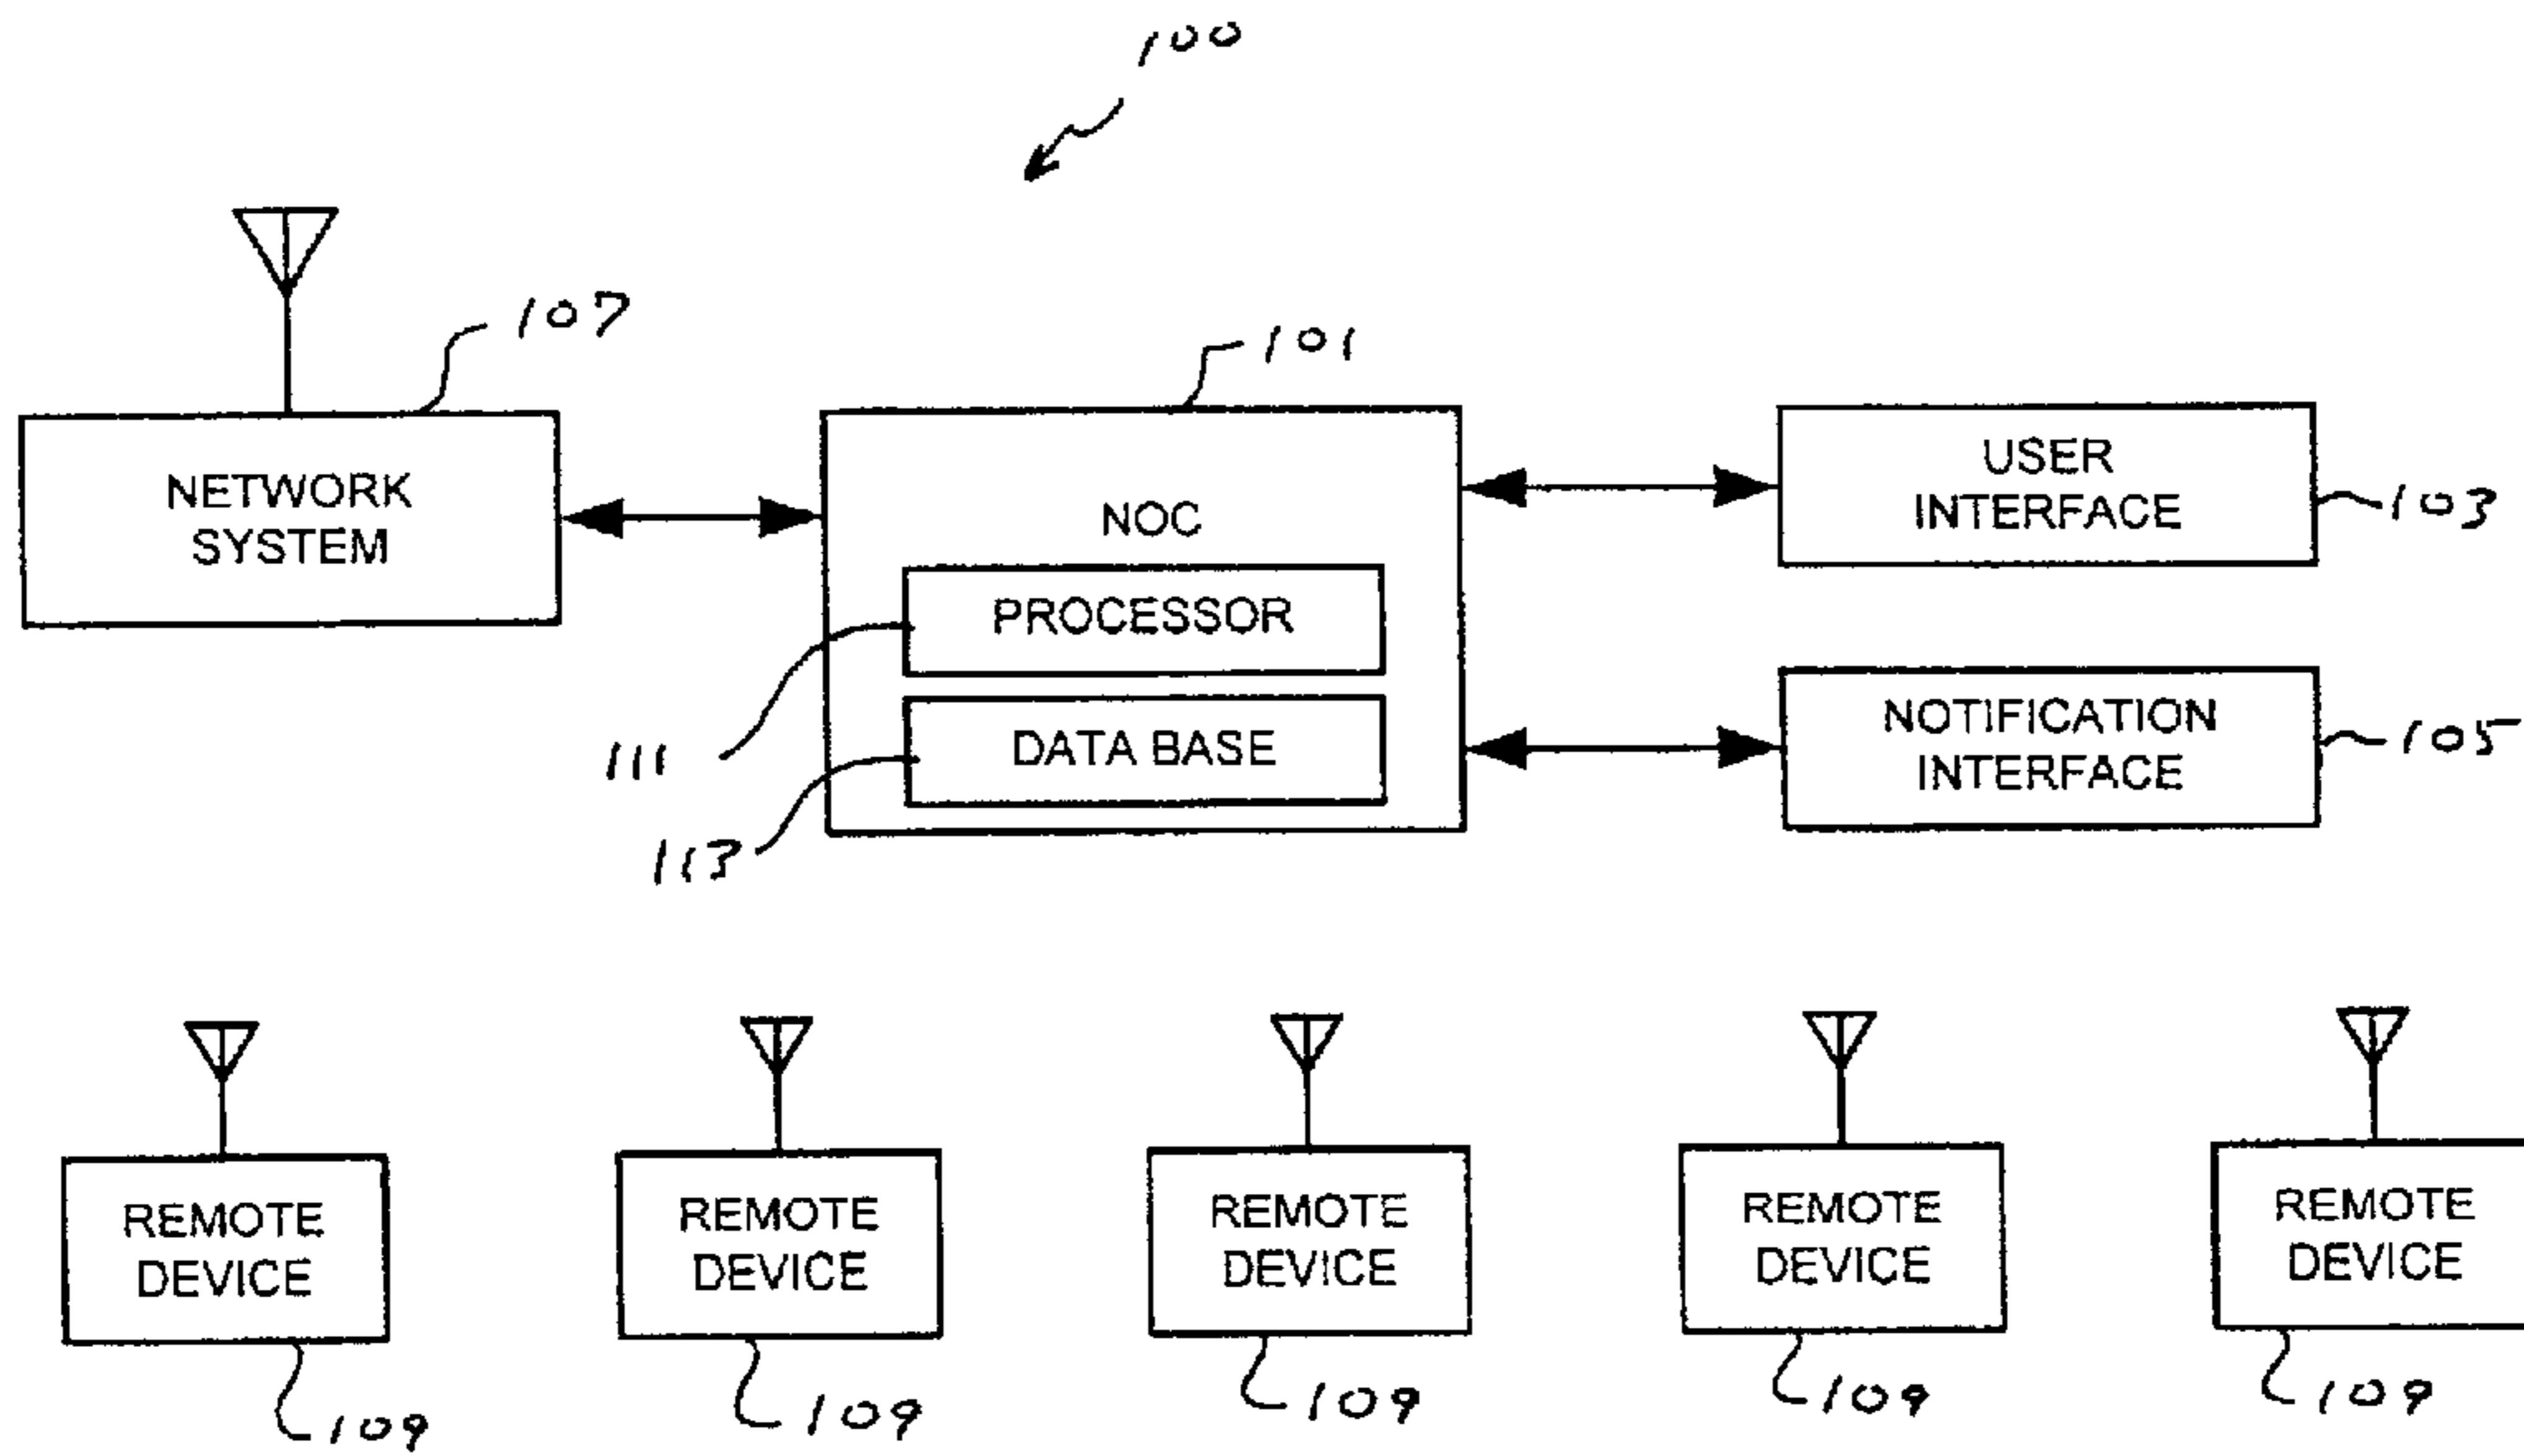 100
107
101
NETWORK
SYSTEM
NOC
PROCESSOR
DATA BASE
111
113
USER
INTERFACE
103
NOTIFICATION
INTERFACE
105
REMOTE
DEVICE
109
REMOTE
DEVICE
109
REMOTE
DEVICE
109
REMOTE
DEVICE
109
REMOTE
DEVICE
109